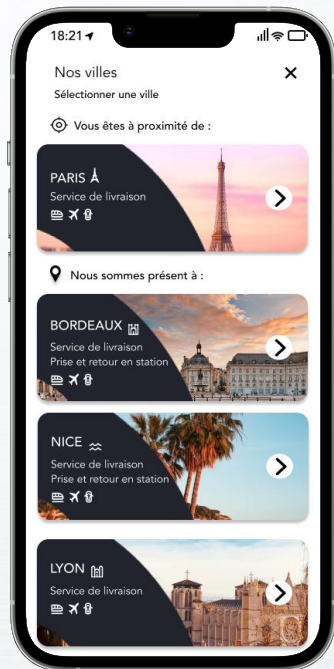 18:21
Nos villes
Sélectionner une ville
Vous êtes à proximité de :
PARIS
Service de livraison
Nous sommes présent à :
BORDEAUX
Service de livraison
Prise et retour en station
NICE
Service de livraison
Prise et retour en station
LYON
Service de livraison